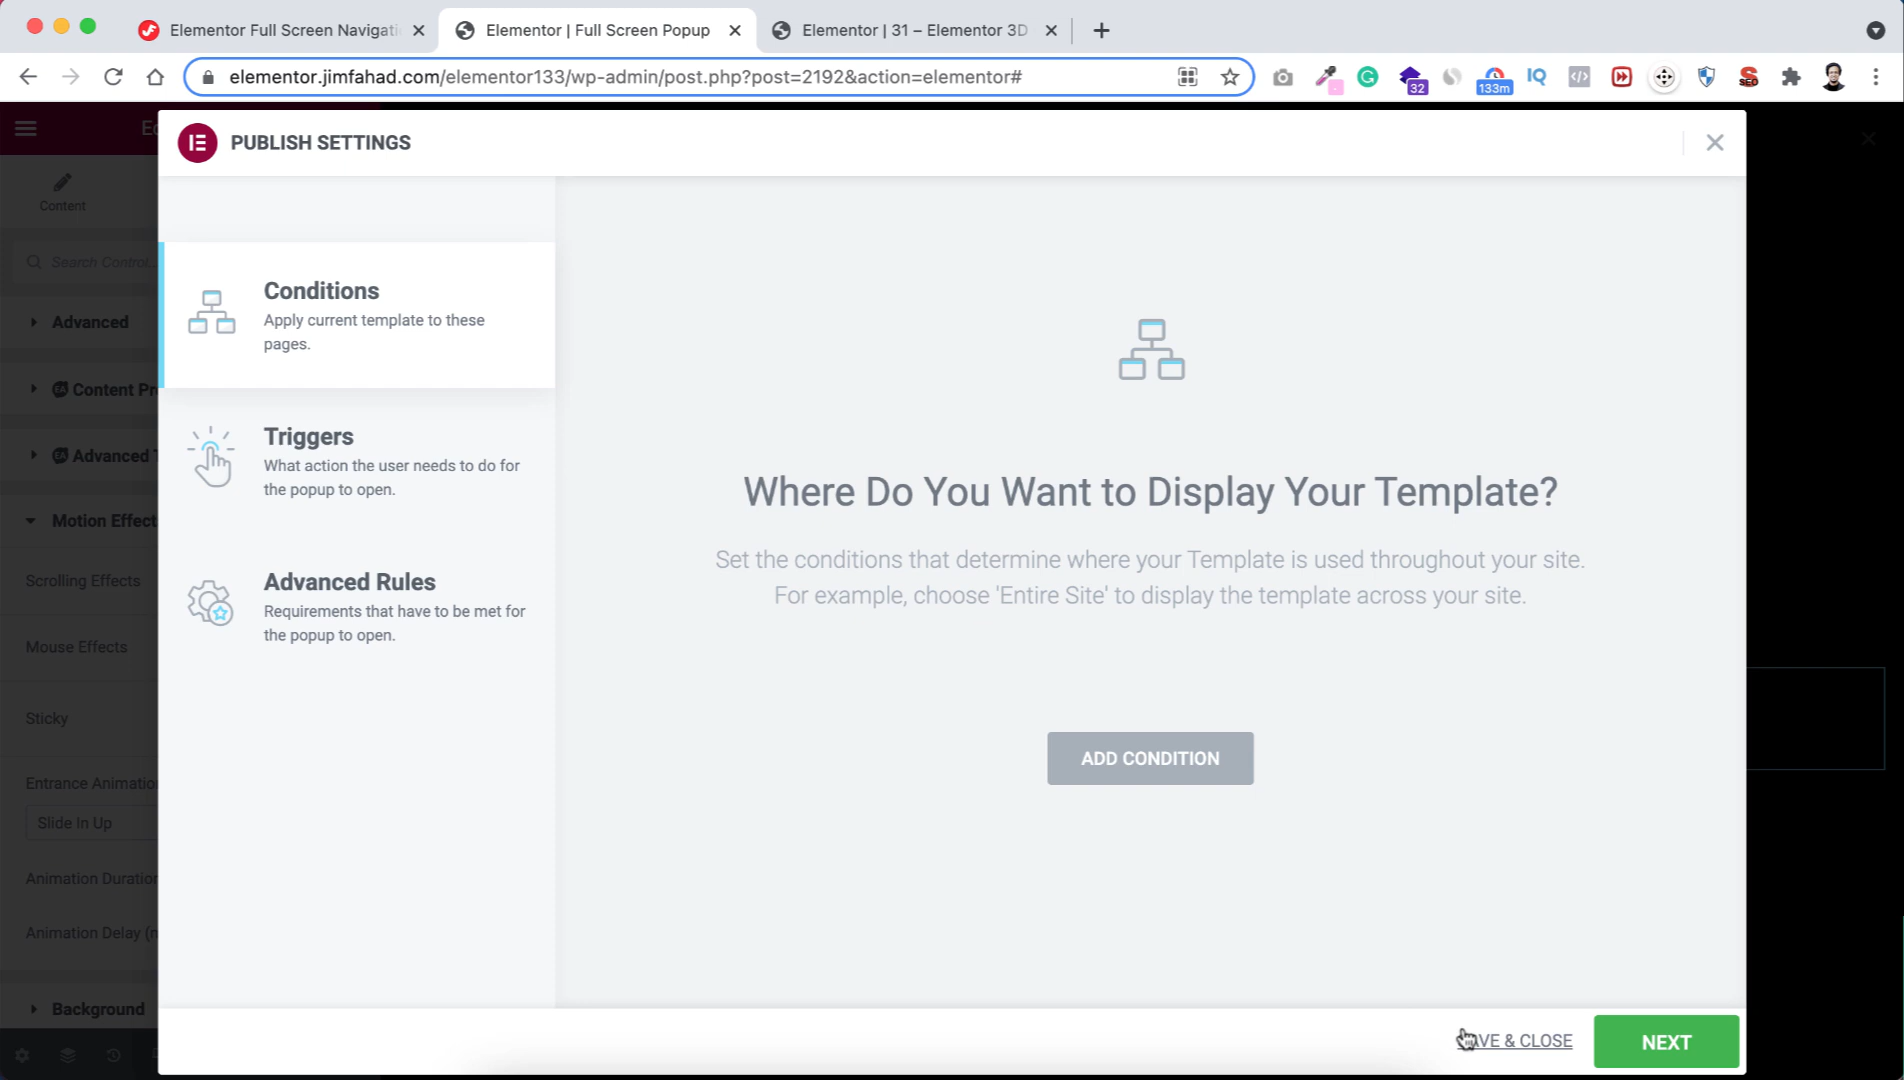 Elementor Full Screen Navigati
Elementor | Full Screen Popup
Elementor | 31 – Elementor 3D
elementor.jimfahad.com/elementor133/wp-admin/post.php?post=2192&action=elementor#
32
133m
IQ
SEO
PUBLISH SETTINGS
Content
Search Control...
Advanced
Content Pr
Advanced T
Motion Effect
Scrolling Effects
Mouse Effects
Sticky
Entrance Animation
Slide In Up
Animation Duration
Animation Delay (m
Background
Conditions
Apply current template to these
pages.
Triggers
What action the user needs to do for
the popup to open.
Advanced Rules
Requirements that have to be met for
the popup to open.
Where Do You Want to Display Your Template?
Set the conditions that determine where your Template is used throughout your site.
For example, choose 'Entire Site' to display the template across your site.
ADD CONDITION
AVE & CLOSE
NEXT